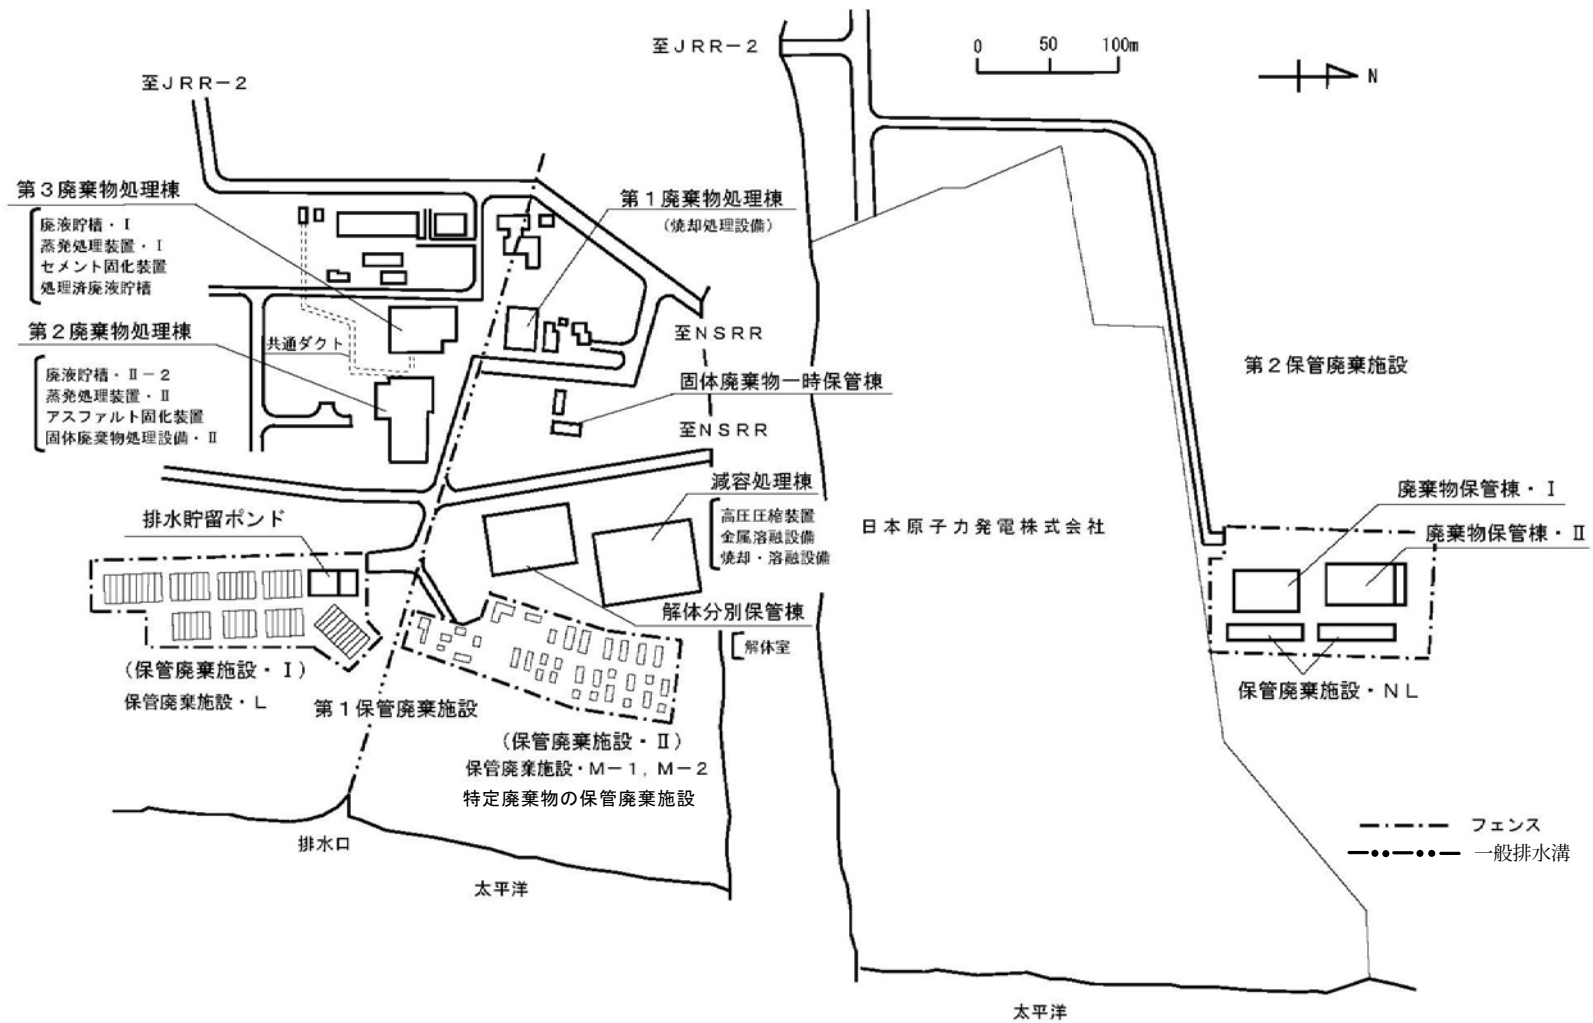 至ＪＲＲ－２
0 50 100m
N
至ＪＲＲ－２
第３廃棄物処理棟
廃液貯槽・Ⅰ
蒸発処理装置・Ⅰ
セメント固化装置
処理済廃液貯槽
第１廃棄物処理棟
（焼却処理設備）
第２廃棄物処理棟
廃液貯槽・Ⅱ－２
蒸発処理装置・Ⅱ
アスファルト固化装置
固体廃棄物処理設備・Ⅱ
共通ダクト
至ＮＳＲＲ
固体廃棄物一時保管棟
至ＮＳＲＲ
第２保管廃棄施設
減容処理棟
高圧圧縮装置
金属溶融設備
焼却・溶融設備
日本原子力発電株式会社
廃棄物保管棟・Ⅰ
廃棄物保管棟・Ⅱ
排水貯留ポンド
解体分別保管棟
解体室
（保管廃棄施設・Ⅰ）
保管廃棄施設・Ｌ
第１保管廃棄施設
保管廃棄施設・ＮＬ
（保管廃棄施設・Ⅱ）
保管廃棄施設・Ｍ－１，Ｍ－２
特定廃棄物の保管廃棄施設
排水口
太平洋
フェンス
一般排水溝
太平洋